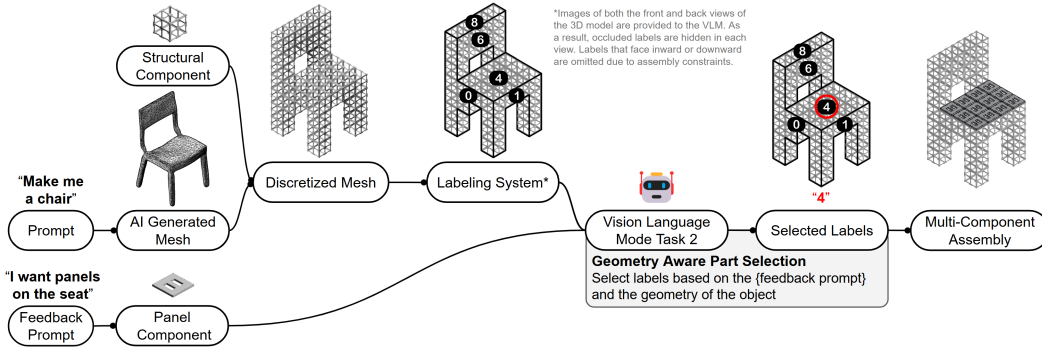 *Images of both the front and back views of
the 3D model are provided to the VLM. As
a result, occluded labels are hidden in each
view. Labels that face inward or downward
are omitted due to assembly constraints.
Structural
Component
8
6
4
0
1
8
6
4
0
1
"4"
"Make me
a chair"
Prompt
AI Generated
Mesh
Discretized Mesh
Labeling System*
Vision Language
Mode Task 2
Selected Labels
Multi-Component
Assembly
Geometry Aware Part Selection
Select labels based on the {feedback prompt}
and the geometry of the object
"I want panels
on the seat"
Feedback
Prompt
Panel
Component